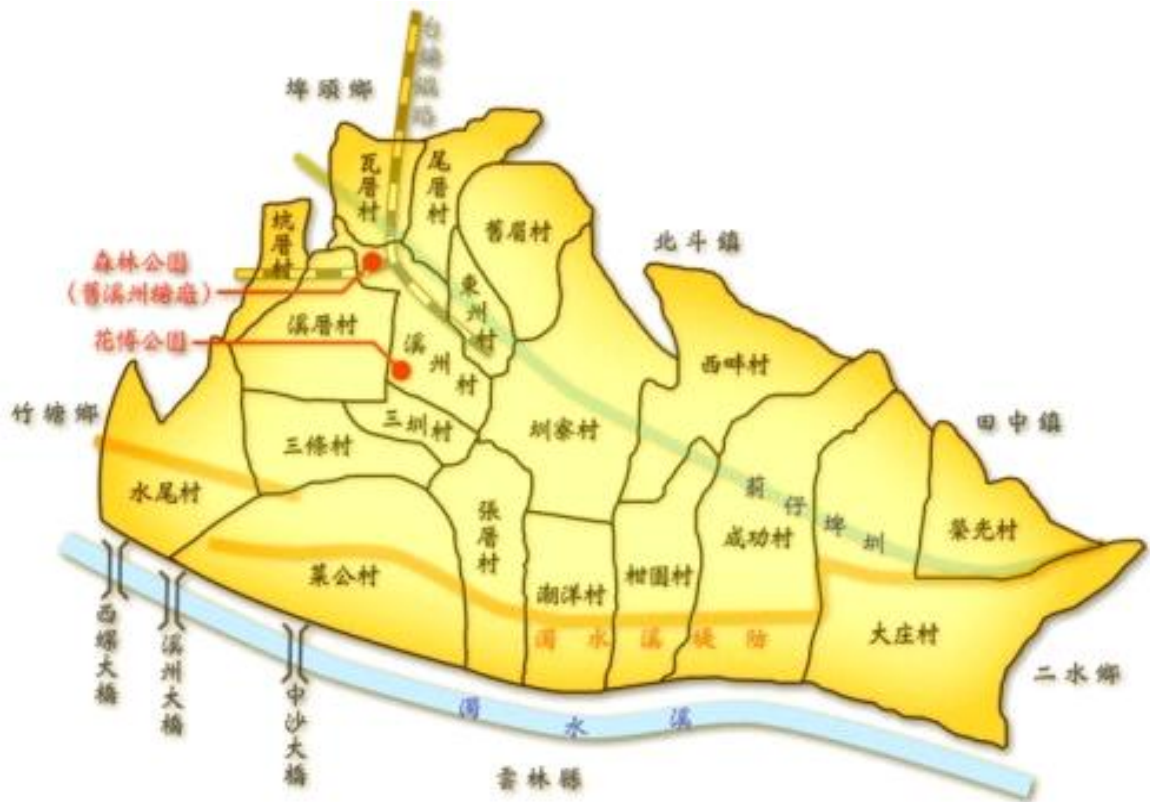 台糖鐵路
埤頭鄉
瓦厝村
尾厝村
舊眉村
坑厝村
北斗鎮
森林公園
(舊溪州糖廠)
東州村
溪厝村
花博公園
溪州村
西畔村
竹塘鄉
三圳村
圳寮村
田中鎮
三條村
水尾村
張厝村
莿仔埤圳
成功村
榮光村
菜公村
潮洋村
柑園村
大庄村
濁水溪堤防
西螺大橋
溪州大橋
中沙大橋
濁水溪
二水鄉
雲林縣